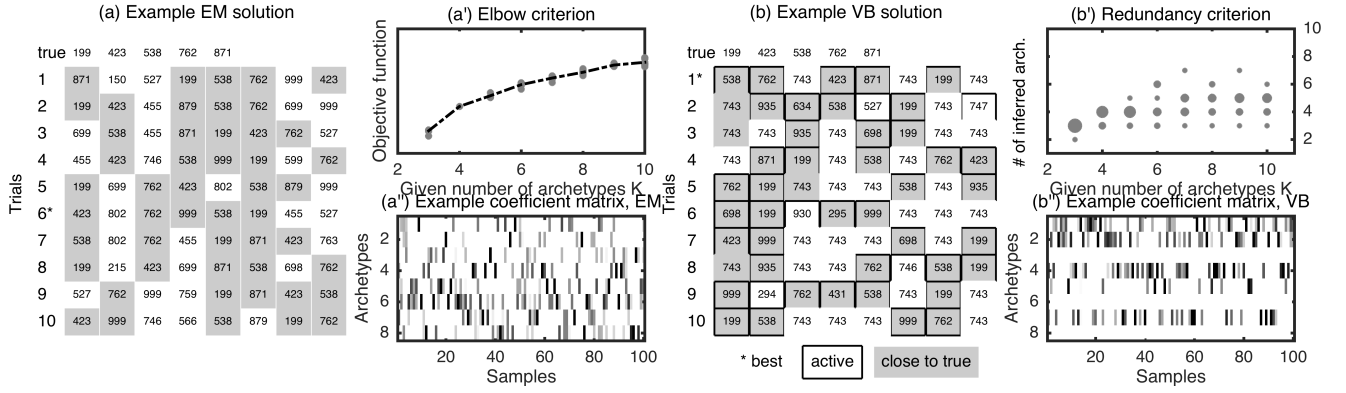 (a) Example EM solution
true 199 423 538 762 871
1 871 150 527 199 538 762 999 423
2 199 423 455 879 538 762 699 999
3 699 538 455 871 199 423 762 527
4 455 423 746 538 999 199 599 762
5 199 699 762 423 802 538 879 999
6* 423 802 762 999 538 199 455 527
7 538 802 762 455 199 871 423 763
8 199 215 423 699 871 538 698 762
9 527 762 999 759 199 871 423 538
10 423 999 746 566 538 879 199 762
Trials
(a') Elbow criterion
Objective function
2 4 6 8 10
Given number of archetypes K
(a'') Example coefficient matrix, EM
Archetypes
2
4
6
8
20 40 60 80 100
Samples
(b) Example VB solution
true 199 423 538 762 871
1* 538 762 743 423 871 743 199 743
2 743 935 634 538 527 199 743 747
3 743 743 935 743 698 199 743 743
4 743 871 199 743 538 743 762 423
5 762 199 743 743 743 538 743 935
6 698 199 930 295 999 743 743 743
7 423 999 743 743 743 698 743 199
8 743 935 743 743 762 746 538 199
9 999 294 762 431 538 743 199 743
10 199 538 743 743 743 999 762 743
Trials
* best active close to true
(b') Redundancy criterion
# of inferred arch.
10
8
6
4
2
2 4 6 8 10
Given number of archetypes K
(b'') Example coefficient matrix, VB
Archetypes
2
4
6
8
20 40 60 80 100
Samples